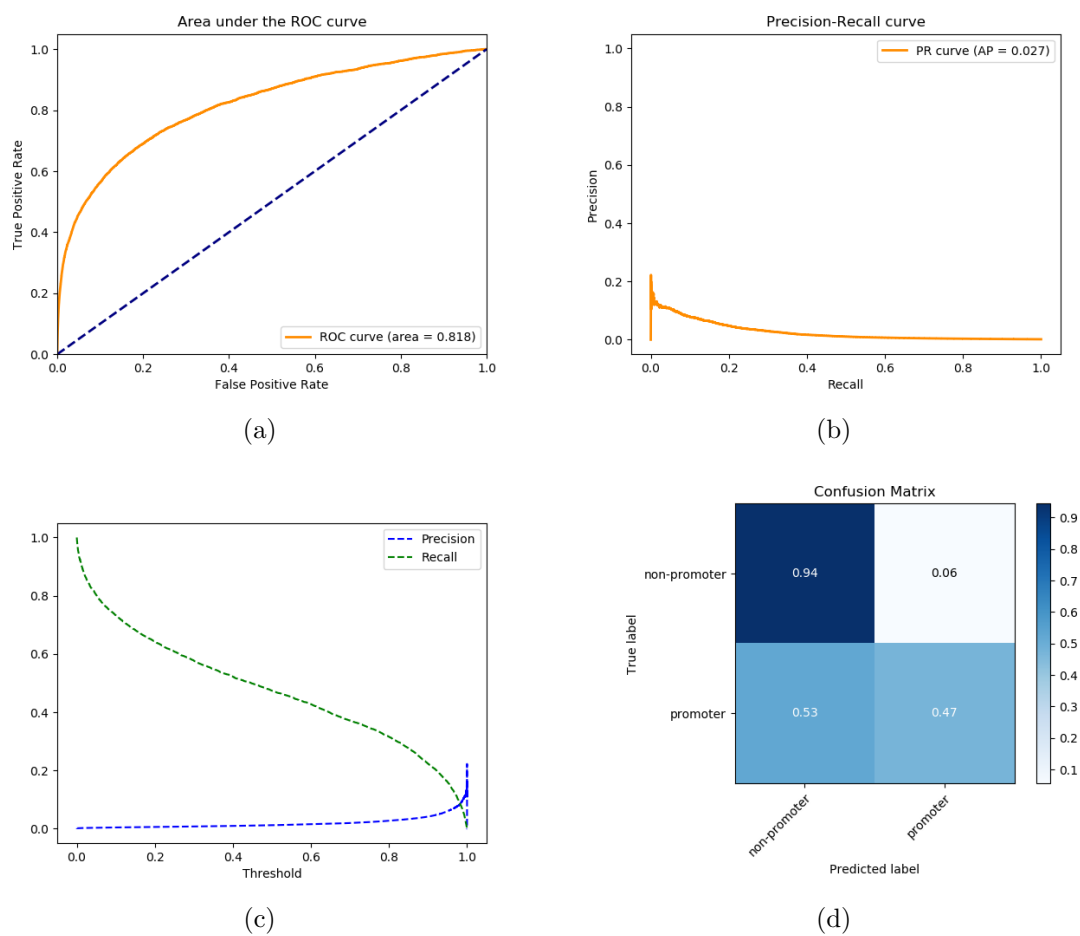 Area under the ROC curve
1.0
0.8
0.6
0.4
0.2
0.0
True Positive Rate
ROC curve (area = 0.818)
0.0 0.2 0.4 0.6 0.8 1.0
False Positive Rate
(a)
Precision-Recall curve
1.0
0.8
0.6
0.4
0.2
0.0
Precision
PR curve (AP = 0.027)
0.0 0.2 0.4 0.6 0.8 1.0
Recall
(b)
1.0
0.8
0.6
0.4
0.2
0.0
Precision
Recall
0.0 0.2 0.4 0.6 0.8 1.0
Threshold
(c)
Confusion Matrix
True label
non-promoter
0.94 0.06
promoter
0.53 0.47
non-promoter
promoter
Predicted label
0.9
0.8
0.7
0.6
0.5
0.4
0.3
0.2
0.1
(d)